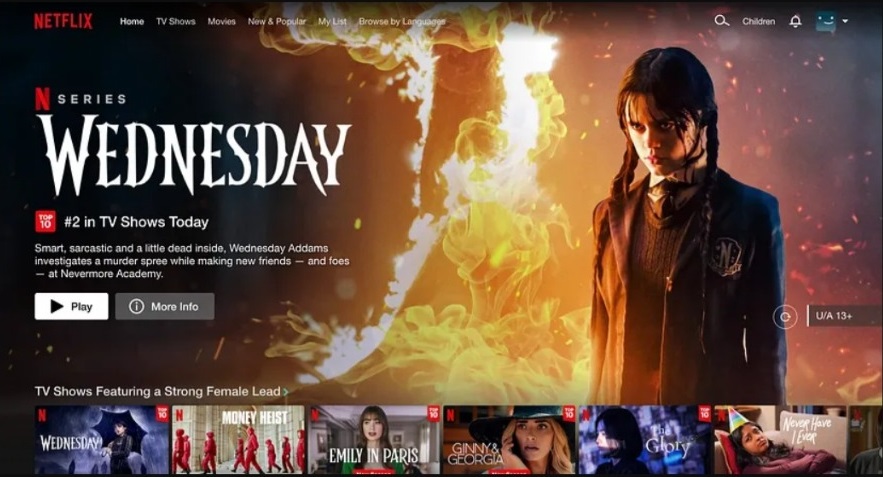 NETFLIX Home TV Shows Movies New & Popular My List Browse by Languages Children
N SERIES
WEDNESDAY
TOP 10 #2 in TV Shows Today
Smart, sarcastic and a little dead inside, Wednesday Addams
investigates a murder spree while making new friends — and foes
— at Nevermore Academy.
Play More Info
U/A 13+
TV Shows Featuring a Strong Female Lead >
N TOP 10 N N TOP 10 N TOP 10 N TOP 10 N
WEDNESDAY
MONEY HEIST
EMILY IN PARIS
GINNY&
GEORGIA
The
Glory
Never Have
I Ever